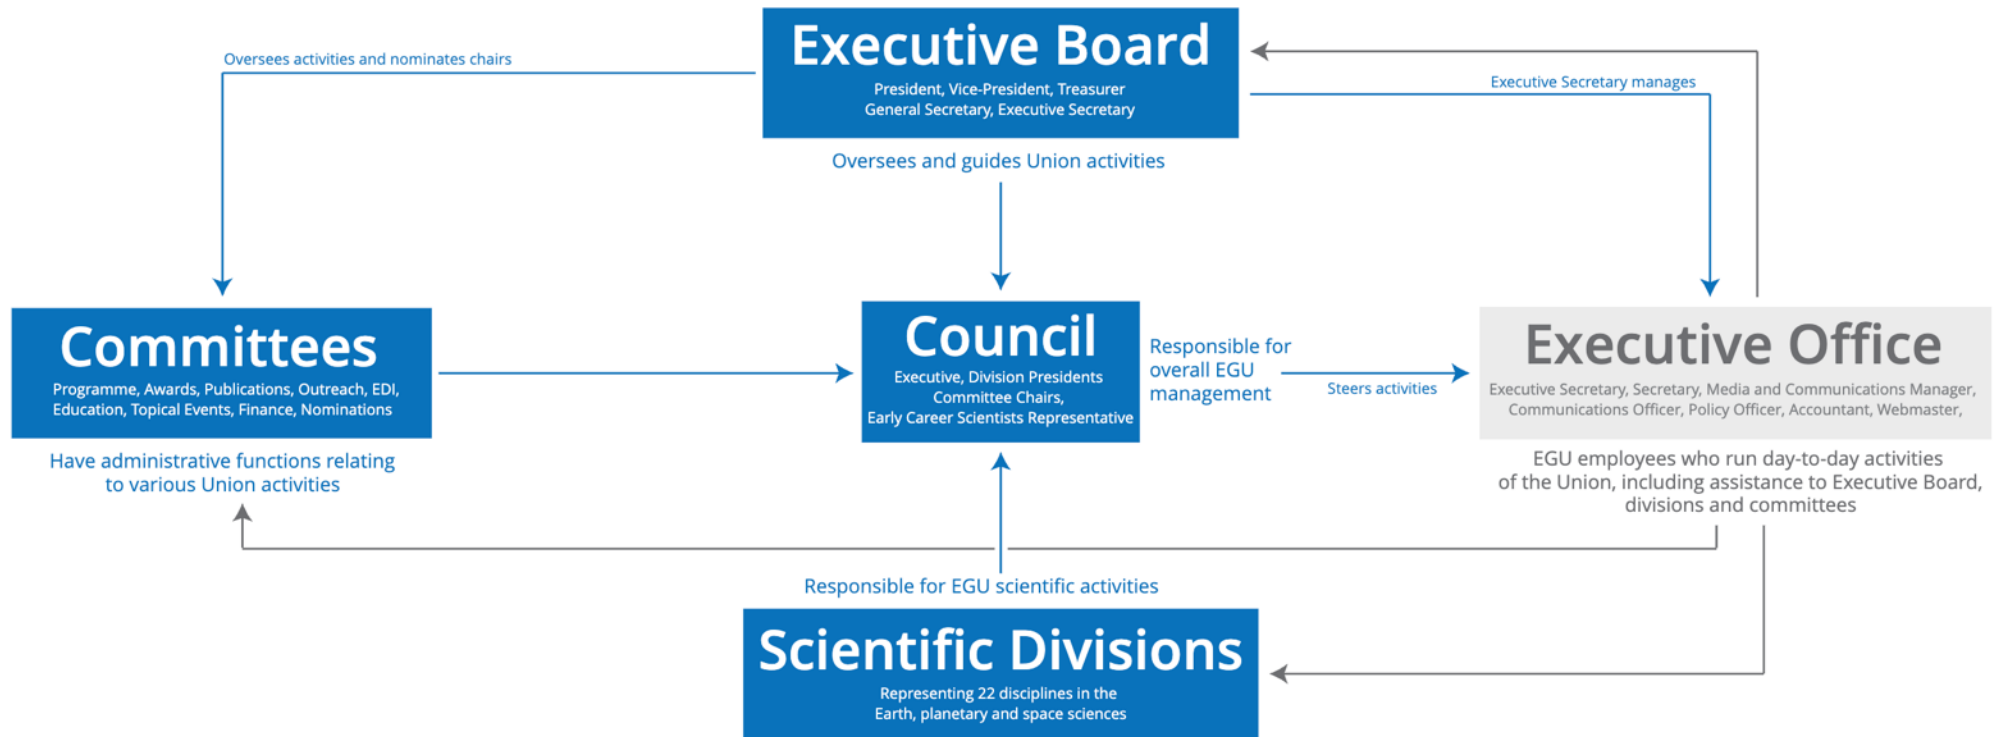 Executive Board
President, Vice-President, Treasurer
General Secretary, Executive Secretary
Oversees activities and nominates chairs
Executive Secretary manages
Oversees and guides Union activities
Committees
Programme, Awards, Publications, Outreach, EDI,
Education, Topical Events, Finance, Nominations
Have administrative functions relating
to various Union activities
Council
Executive, Division Presidents
Committee Chairs,
Early Career Scientists Representative
Responsible for
overall EGU
management
Steers activities
Executive Office
Executive Secretary, Secretary, Media and Communications Manager,
Communications Officer, Policy Officer, Accountant, Webmaster,
EGU employees who run day-to-day activities
of the Union, including assistance to Executive Board,
divisions and committees
Responsible for EGU scientific activities
Scientific Divisions
Representing 22 disciplines in the
Earth, planetary and space sciences